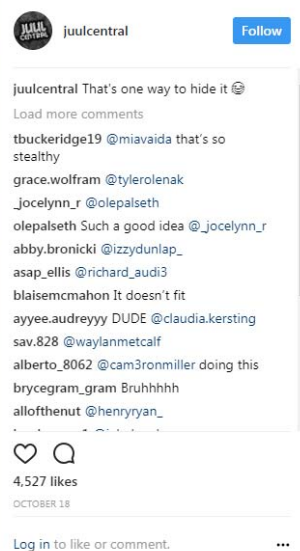 JUUL
CENTRAL
juulcentral
Follow
juulcentral That's one way to hide it
Load more comments
tbuckeridge19 @miavaida that's so
stealthy
grace.wolfram @tylerolenak
_jocelynn_r @olepalseth
olepalseth Such a good idea @_jocelynn_r
abby.bronicki @izzydunlap_
asap_ellis @richard_audi3
blaisemcmahon It doesn't fit
ayyee.audreyyy DUDE @claudia.kersting
sav.828 @waylanmetcalf
alberto_8062 @cam3ronmiller doing this
brycegram_gram Bruhhhhh
allofthenut @henryryan_
4,527 likes
OCTOBER 18
Log in to like or comment.